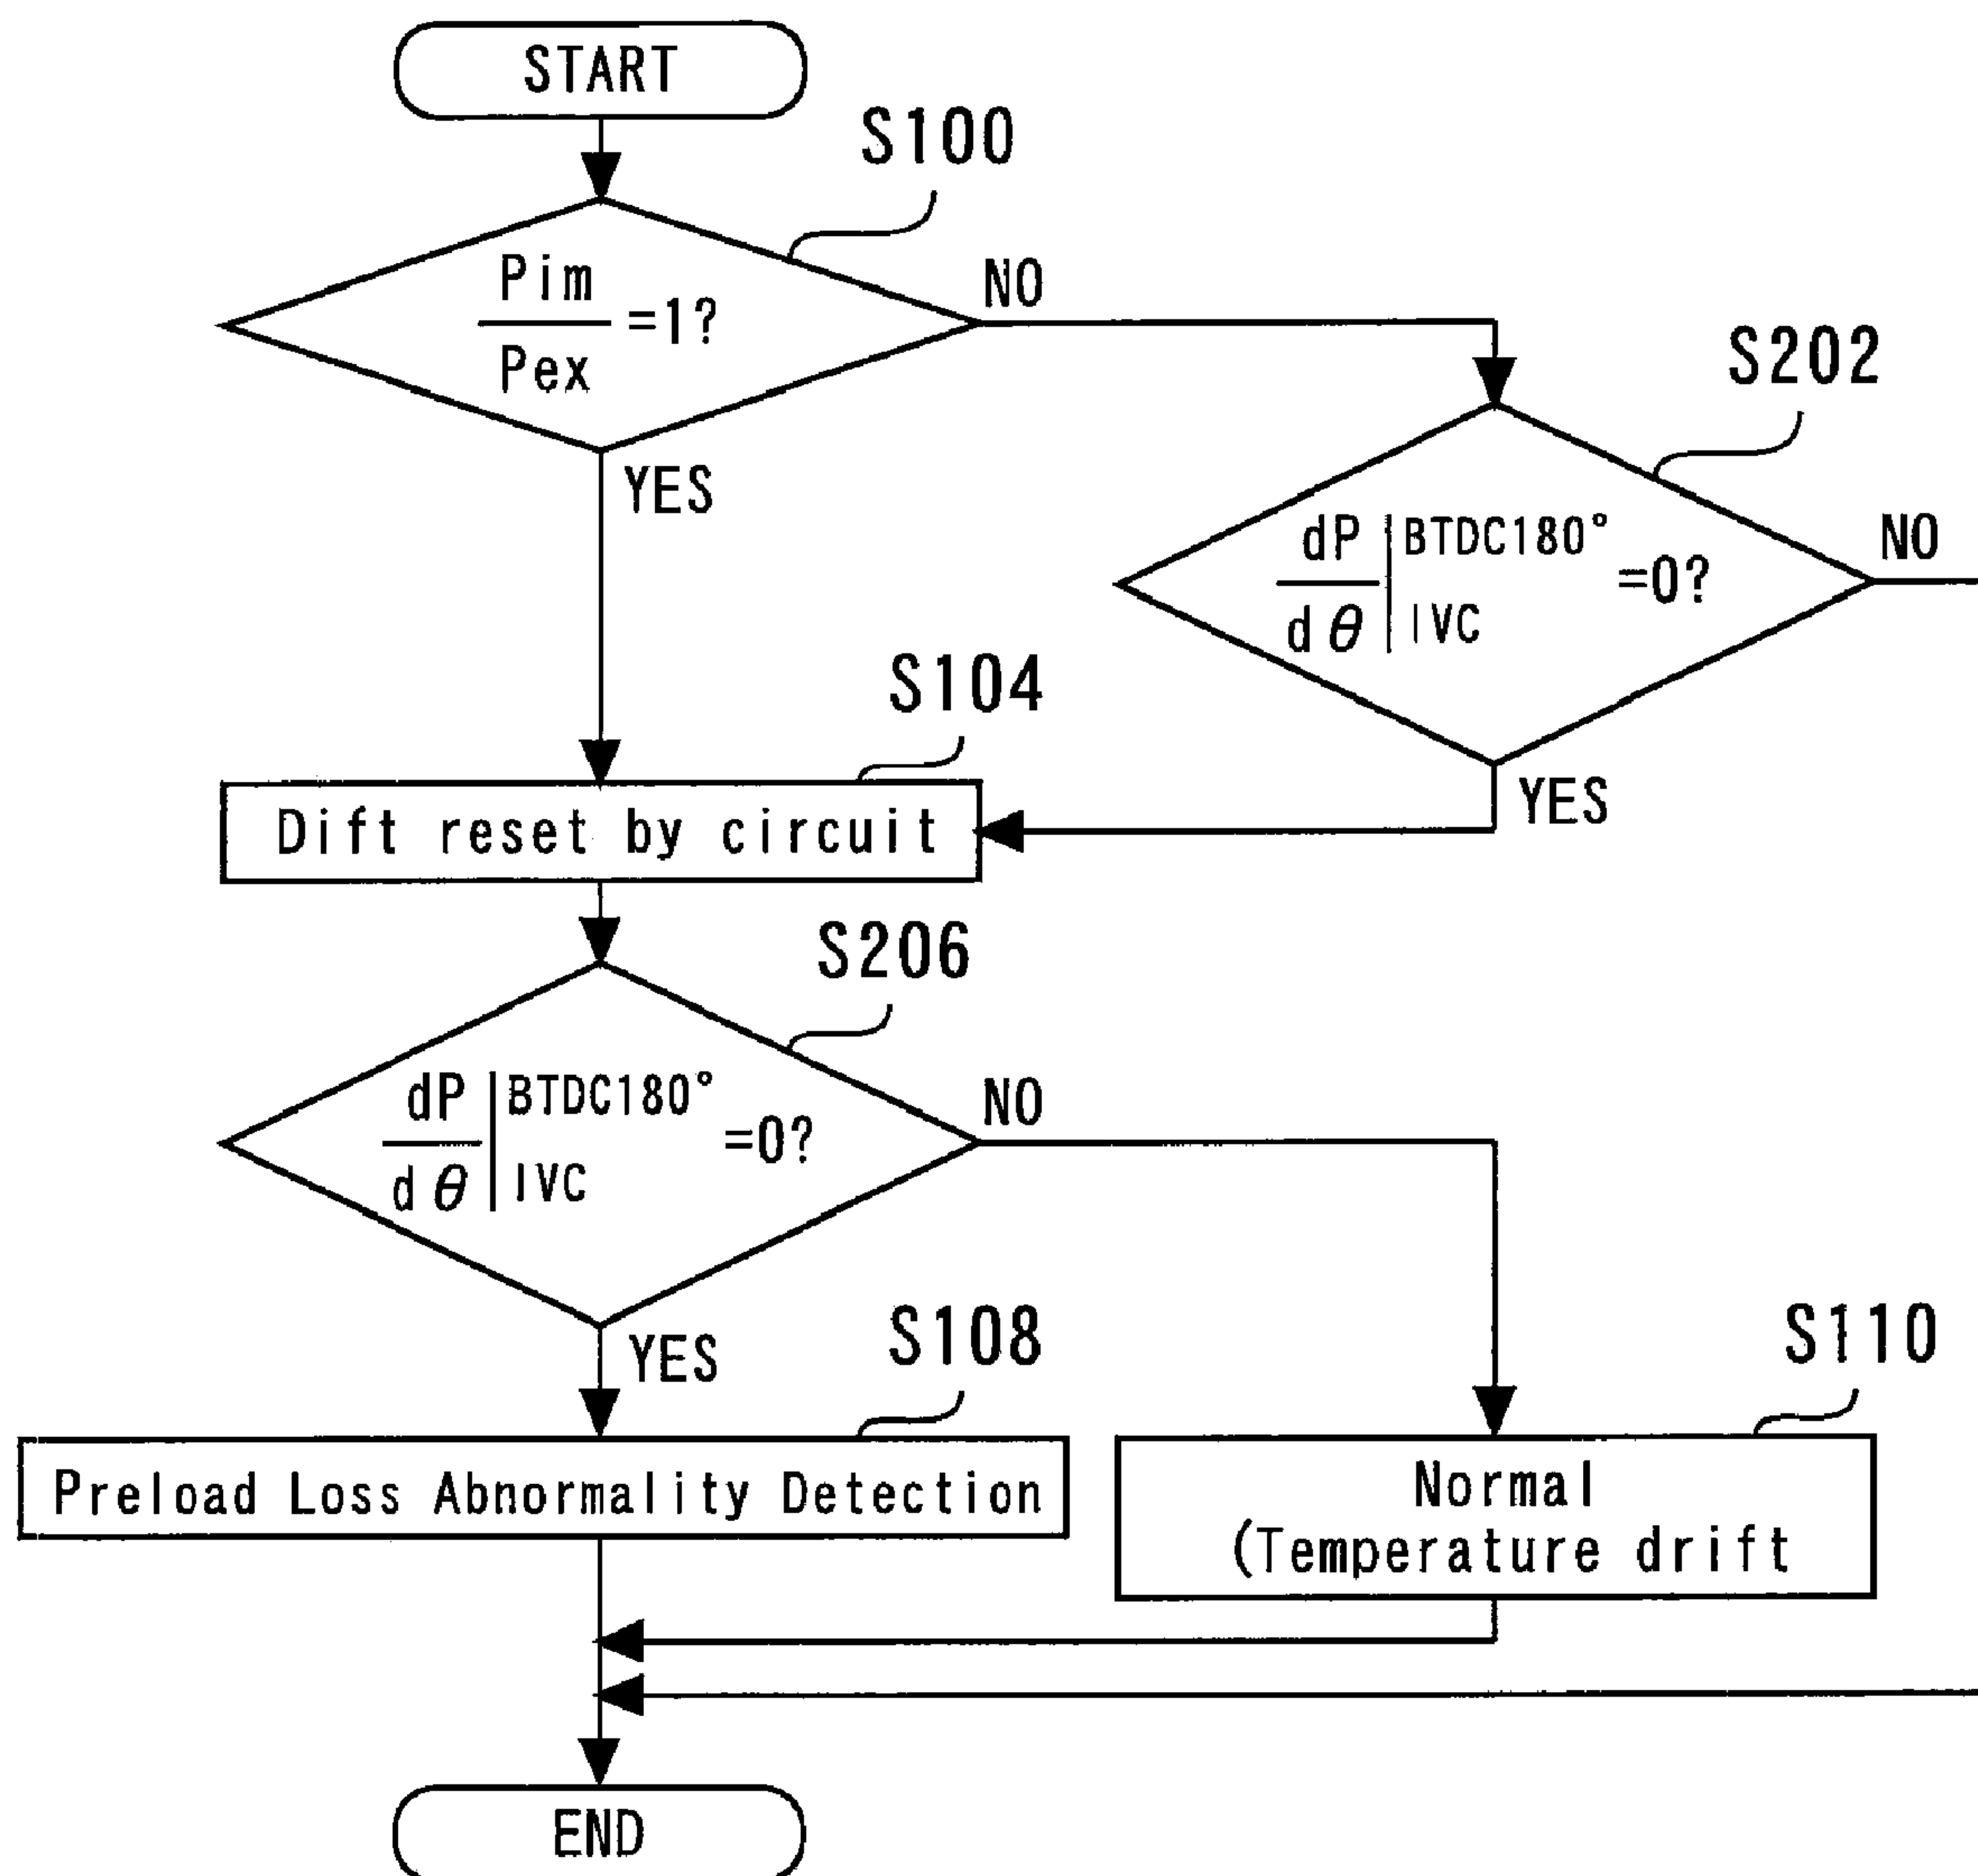 START
S100
Pim
Pex
=1?
NO
YES
S202
dP
dθ
BTDC180°
IVC
=0?
NO
YES
S104
Dift reset by circuit
S206
dP
dθ
BTDC180°
IVC
=0?
NO
YES
S108
Preload Loss Abnormality Detection
S110
Normal
(Temperature drift
END